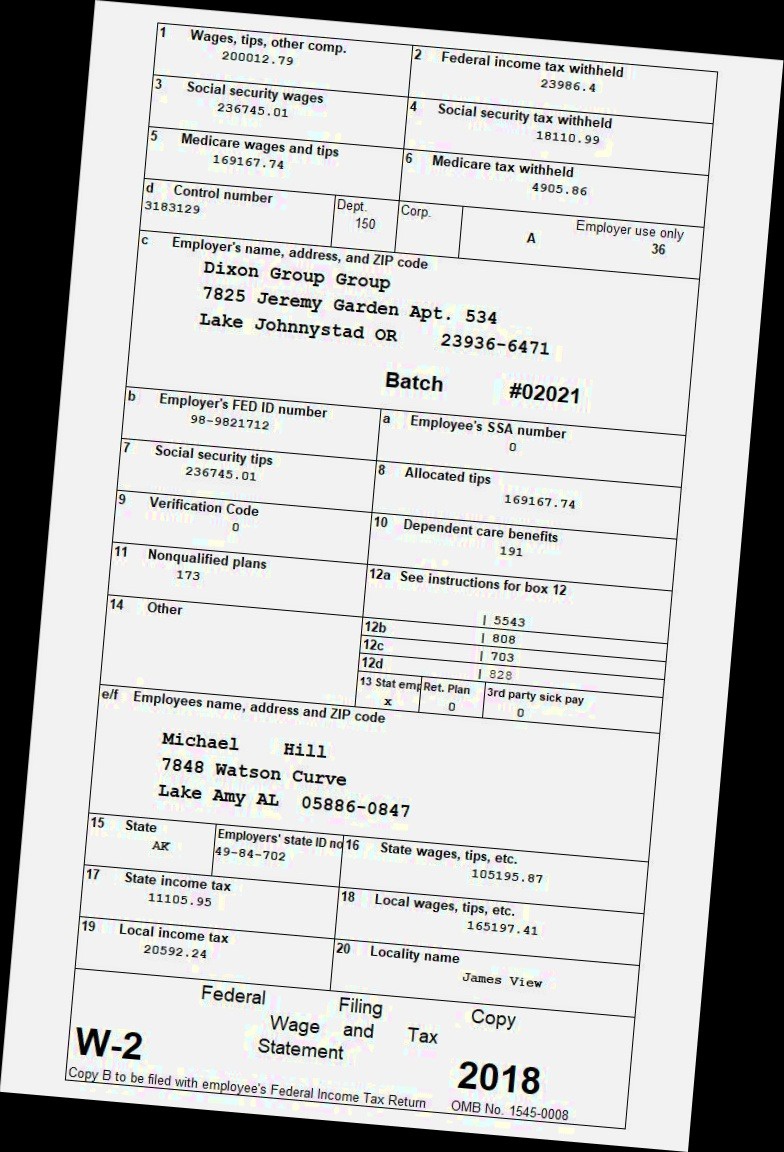 1 Wages, tips, other comp.
200012.79
2 Federal income tax withheld
23986.4
3 Social security wages
236745.01
4 Social security tax withheld
18110.99
5 Medicare wages and tips
169167.74
6 Medicare tax withheld
4905.86
d Control number
3183129
Dept.
150
Corp.
Employer use only
A 36
c Employer's name, address, and ZIP code
Dixon Group Group
7825 Jeremy Garden Apt. 534
Lake Johnnystad OR 23936-6471
Batch #02021
b Employer's FED ID number
98-9821712
a Employee's SSA number
0
7 Social security tips
236745.01
8 Allocated tips
169167.74
9 Verification Code
0
10 Dependent care benefits
191
11 Nonqualified plans
173
12a See instructions for box 12
| 5543
14 Other
12b | 808
12c | 703
12d | 828
13 Stat emp
x
Ret. Plan
0
3rd party sick pay
0
e/f Employees name, address and ZIP code
Michael Hill
7848 Watson Curve
Lake Amy AL 05886-0847
15 State
AK
Employers' state ID no
49-84-702
16 State wages, tips, etc.
105195.87
17 State income tax
11105.95
18 Local wages, tips, etc.
165197.41
19 Local income tax
20592.24
20 Locality name
James View
Federal Filing Copy
Wage and Tax
Statement
W-2
2018
Copy B to be filed with employee's Federal Income Tax Return
OMB No. 1545-0008